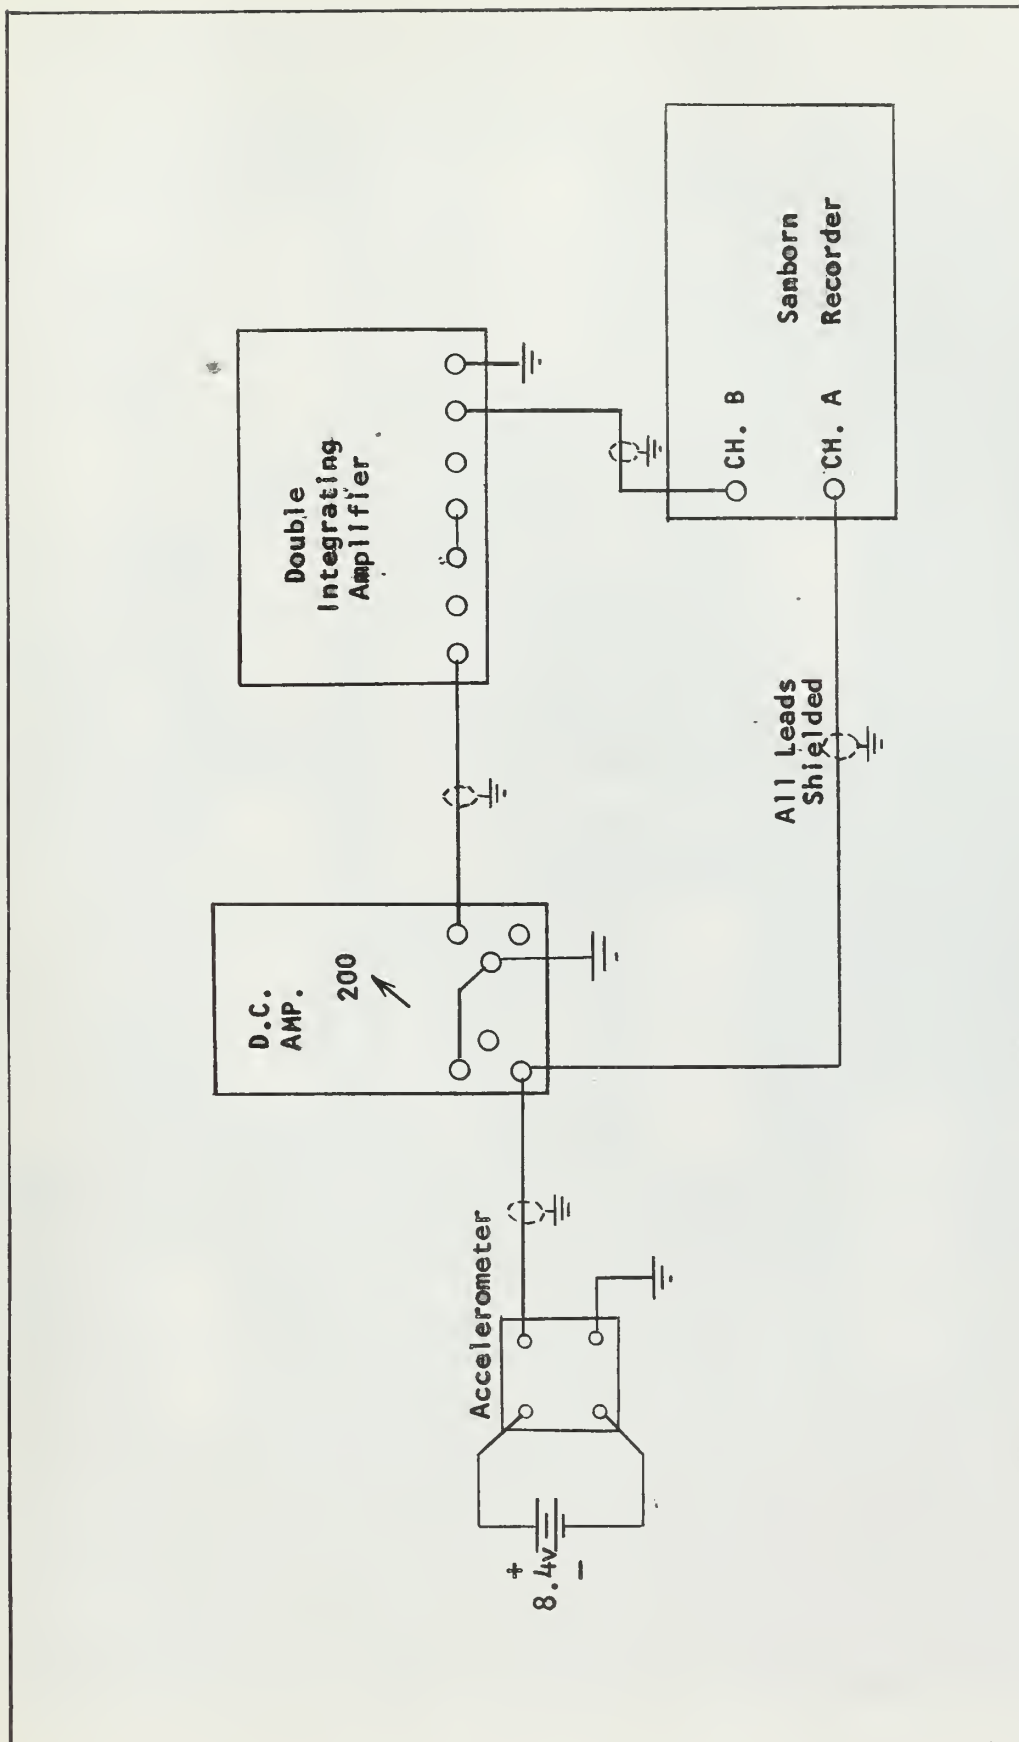 Double
Integrating
Amplifier
D.C.
AMP.
200
CH. B
CH. A
Sanborn
Recorder
Accelerometer
All Leads
Shielded
+
8.4v
-